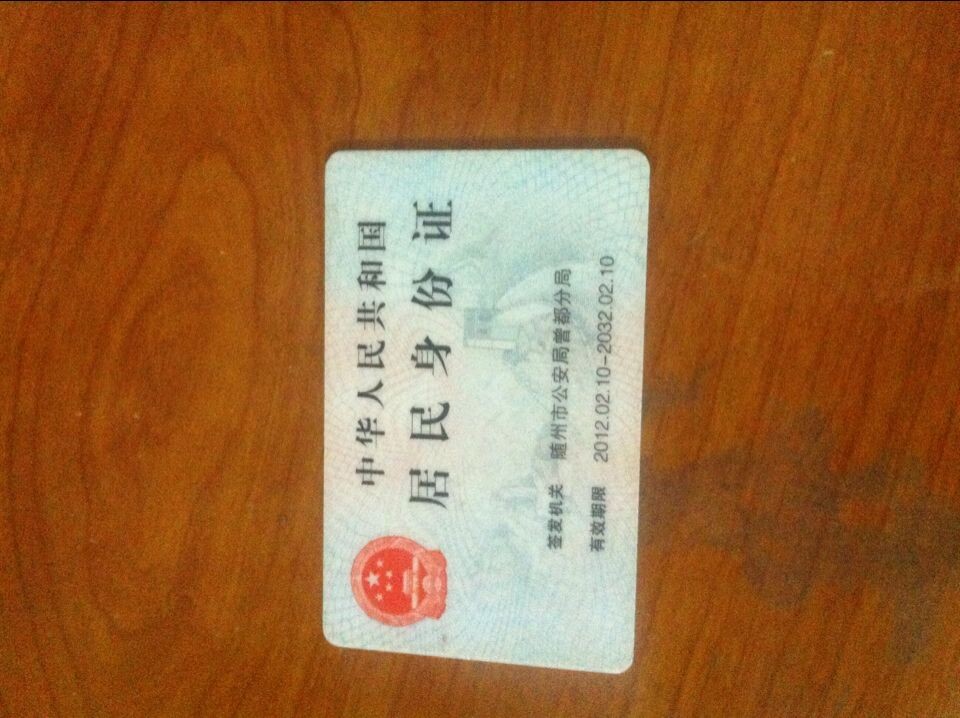 中华人民共和国
居民身份证
签发机关 随州市公安局曾都分局
有效期限 2012.02.10-2032.02.10